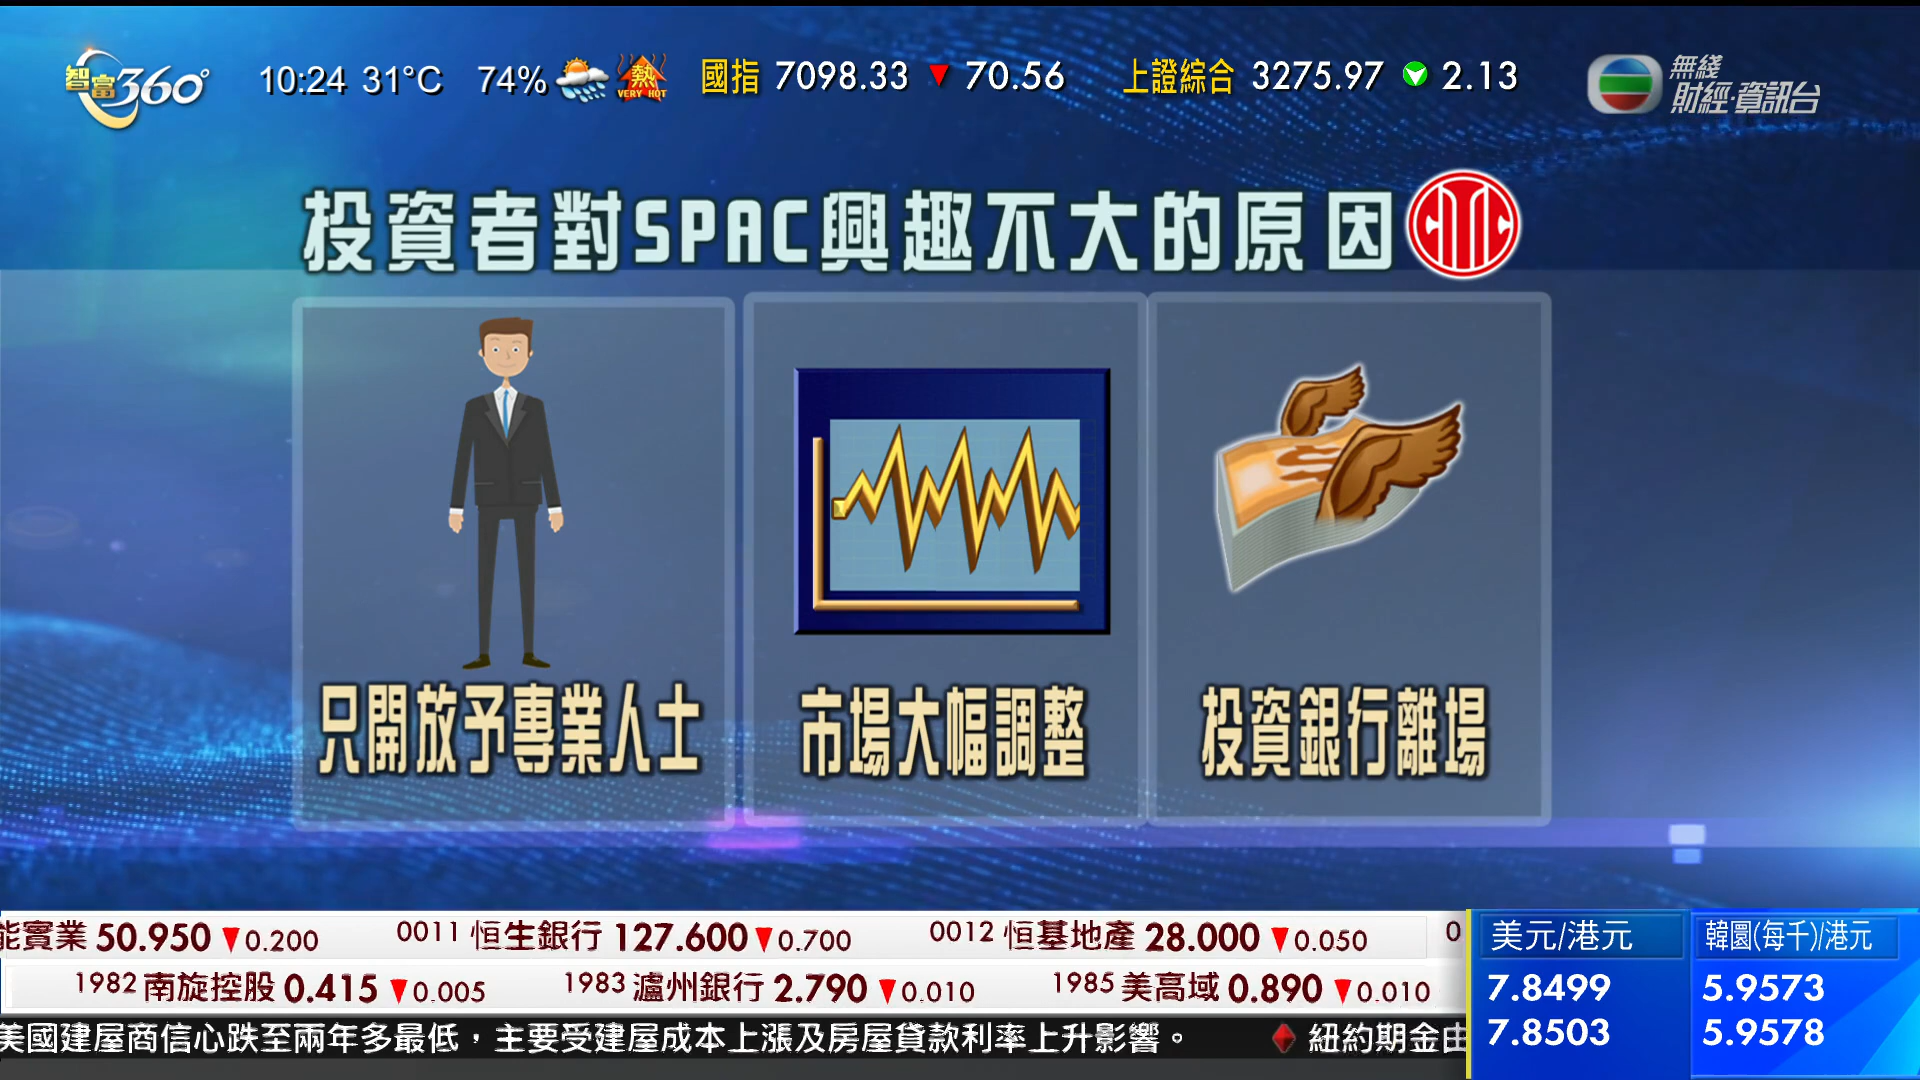 智富360°
10:24 31°C 74% 熱 VERY HOT 國指 7098.33 ▼ 70.56 上證綜合 3275.97 2.13
無綫
財經·資訊台
投資者對SPAC興趣不大的原因 CITIC
只開放予專業人士 市場大幅調整 投資銀行離場
能實業 50.950 ▼0.200 0011 恒生銀行 127.600 ▼0.700 0012 恒基地產 28.000 ▼0.050 0
1982 南旋控股 0.415 ▼0.005 1983 瀘州銀行 2.790 ▼0.010 1985 美高域 0.890 ▼0.010
美國建屋商信心跌至兩年多最低，主要受建屋成本上漲及房屋貸款利率上升影響。 ♦ 紐約期金由
美元/港元 韓圜(每千)/港元
7.8499 5.9573
7.8503 5.9578